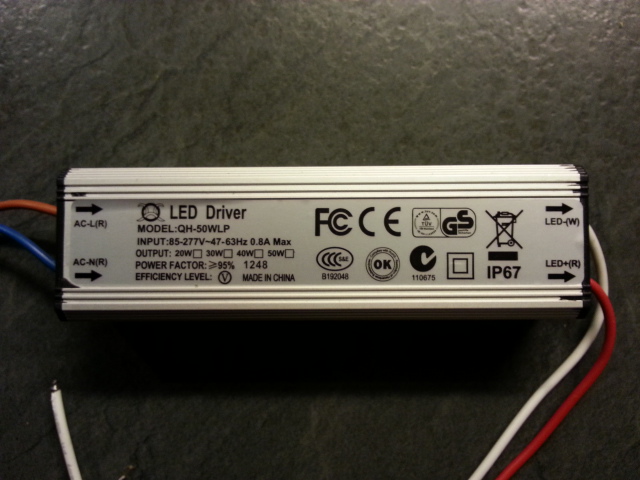 AC-L(R)
AC-N(R)
LED Driver
MODEL:QH-50WLP
INPUT:85-277V~47-63Hz 0.8A Max
OUTPUT: 20W☐ 30W☐ 40W☐ 50W☐
POWER FACTOR:≥95% 1248
EFFICIENCY LEVEL: Ⓥ MADE IN CHINA
FC CE
TÜV
GS
CCC S&E
B192048
OK
110675
IP67
LED-(W)
LED+(R)